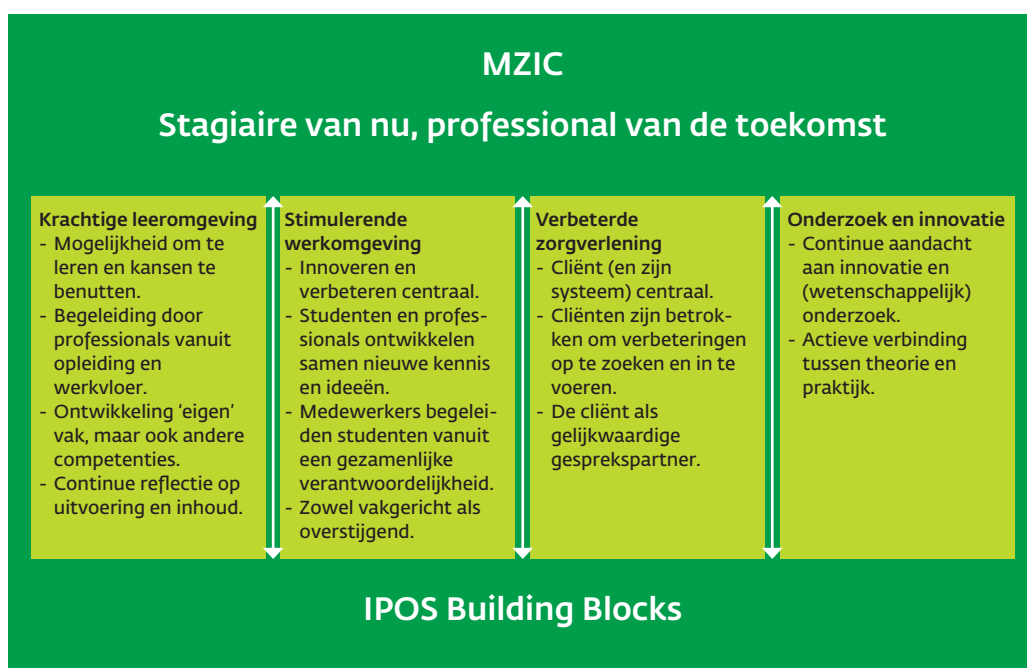 MZIC
Stagiaire van nu, professional van de toekomst
Krachtige leeromgeving
- Mogelijkheid om te
leren en kansen te
benutten.
- Begeleiding door
professionals vanuit
opleiding en
werkvloer.
- Ontwikkeling ‘eigen’
vak, maar ook andere
competenties.
- Continue reflectie op
uitvoering en inhoud.
Stimulerende
werkomgeving
- Innoveren en
verbeteren centraal.
- Studenten en profes-
sionals ontwikkelen
samen nieuwe kennis
en ideeën.
- Medewerkers begelei-
den studenten vanuit
een gezamenlijke
verantwoordelijkheid.
- Zowel vakgericht als
overstijgend.
Verbeterde
zorgverlening
- Cliënt (en zijn
systeem) centraal.
- Cliënten zijn betrok-
ken om verbeteringen
op te zoeken en in te
voeren.
- De cliënt als
gelijkwaardige
gesprekspartner.
Onderzoek en innovatie
- Continue aandacht
aan innovatie en
(wetenschappelijk)
onderzoek.
- Actieve verbinding
tussen theorie en
praktijk.
IPOS Building Blocks